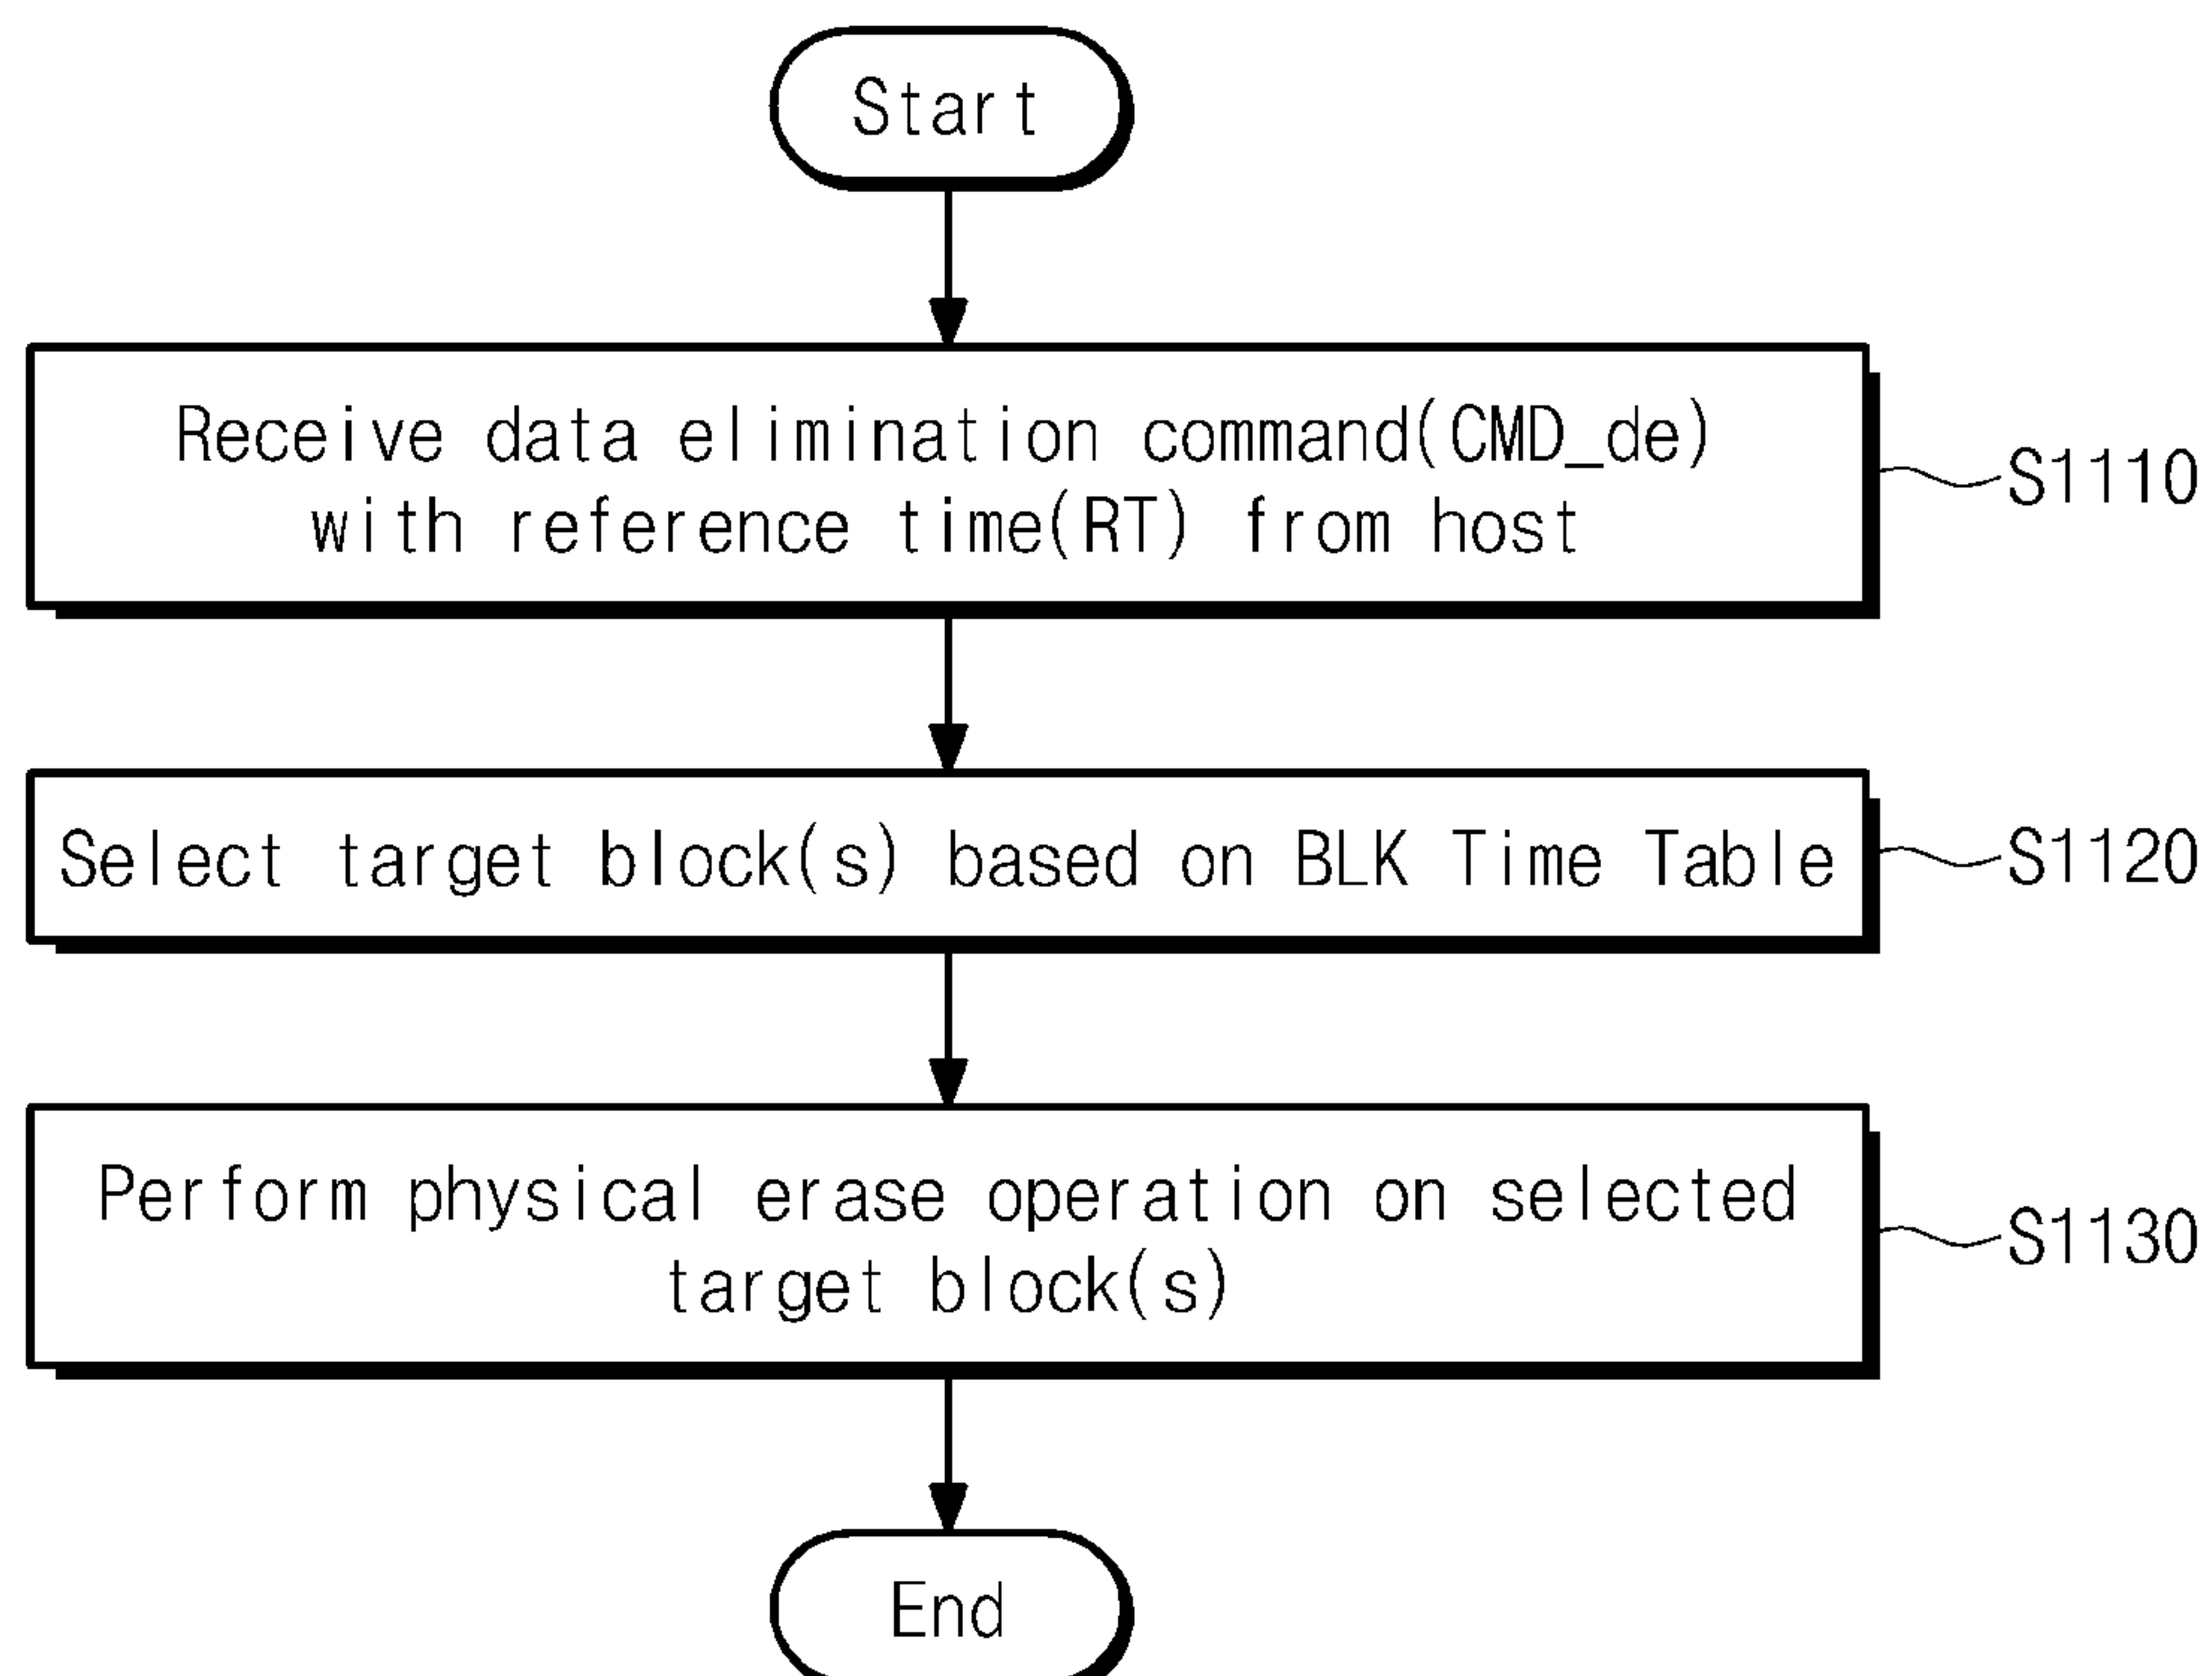 Start
Receive data elimination command(CMD_de)
with reference time(RT) from host
S1110
Select target block(s) based on BLK Time Table
S1120
Perform physical erase operation on selected
target block(s)
S1130
End